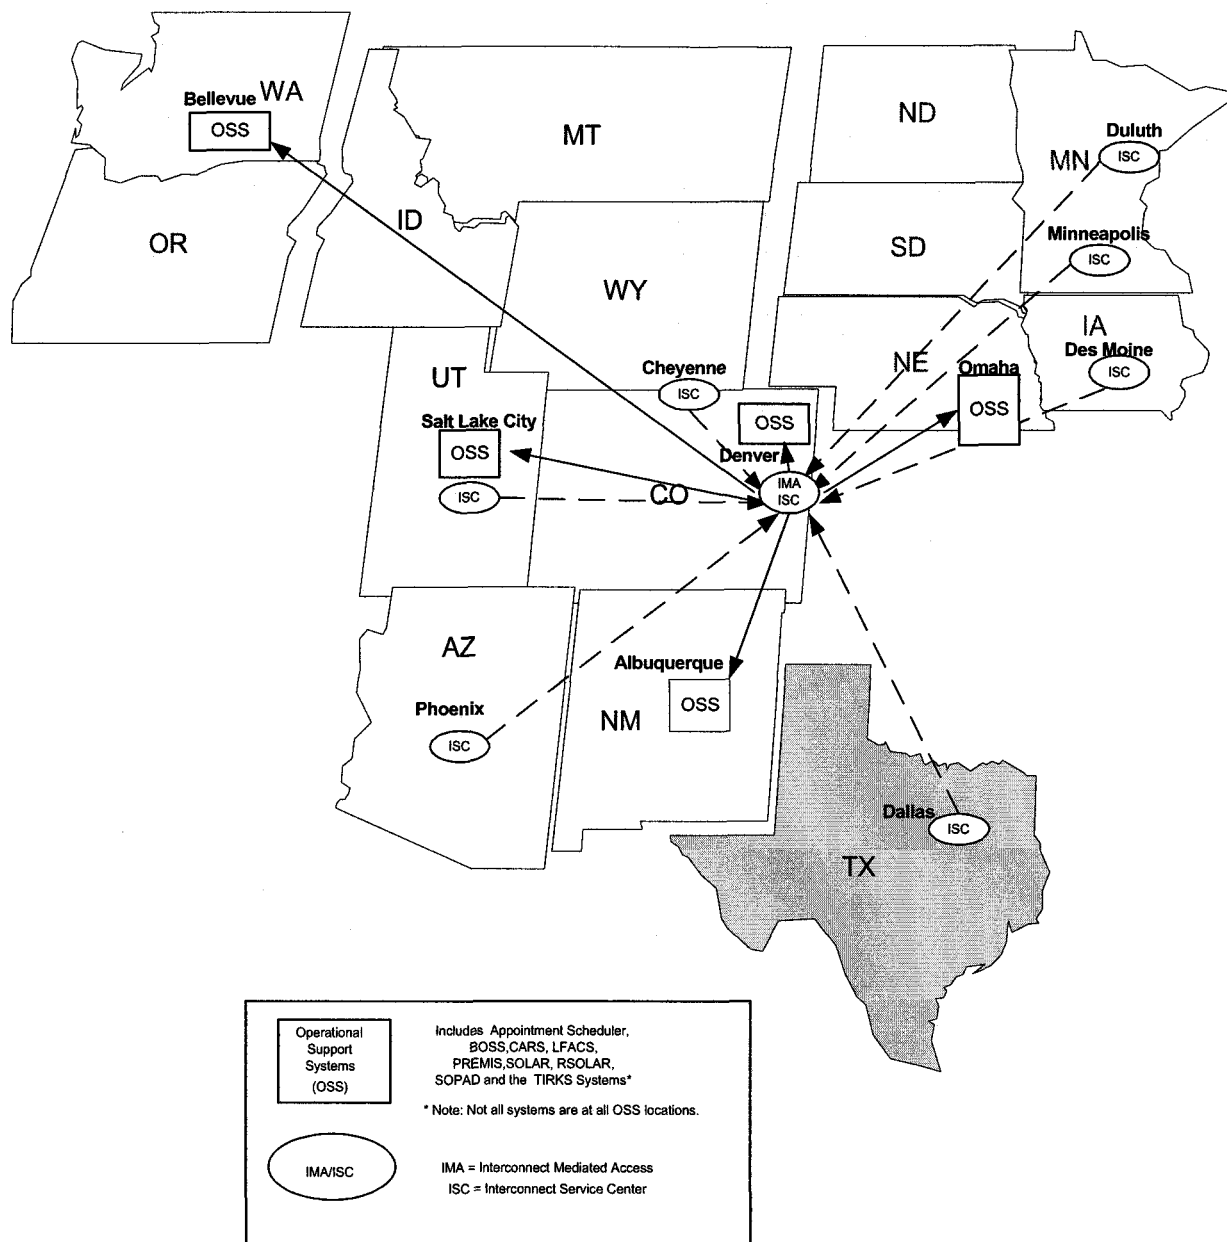 WA
Bellevue
OSS
OR
ID
MT
ND
MN
Duluth
ISC
SD
Minneapolis
ISC
WY
IA
Des Moine
ISC
NE
Omaha
OSS
UT
Cheyenne
ISC
Salt Lake City
OSS
ISC
OSS
Denver
IMA
ISC
CO
AZ
Phoenix
ISC
Albuquerque
OSS
NM
Dallas
ISC
TX
Operational
Support
Systems
(OSS)
Includes Appointment Scheduler,
BOSS,CARS, LFACS,
PREMIS,SOLAR, RSOLAR,
SOPAD and the TIRKS Systems*
* Note: Not all systems are at all OSS locations.
IMA/ISC
IMA = Interconnect Mediated Access
ISC = Interconnect Service Center